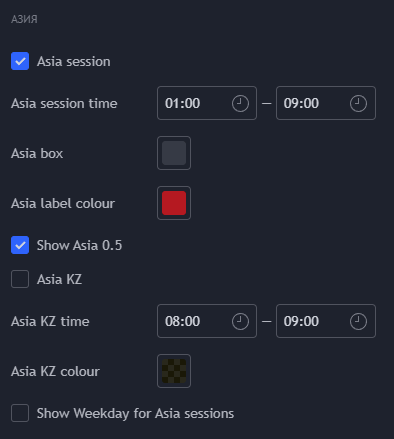 АЗИЯ
Asia session
Asia session time 01:00 — 09:00
Asia box
Asia label colour
Show Asia 0.5
Asia KZ
Asia KZ time 08:00 — 09:00
Asia KZ colour
Show Weekday for Asia sessions